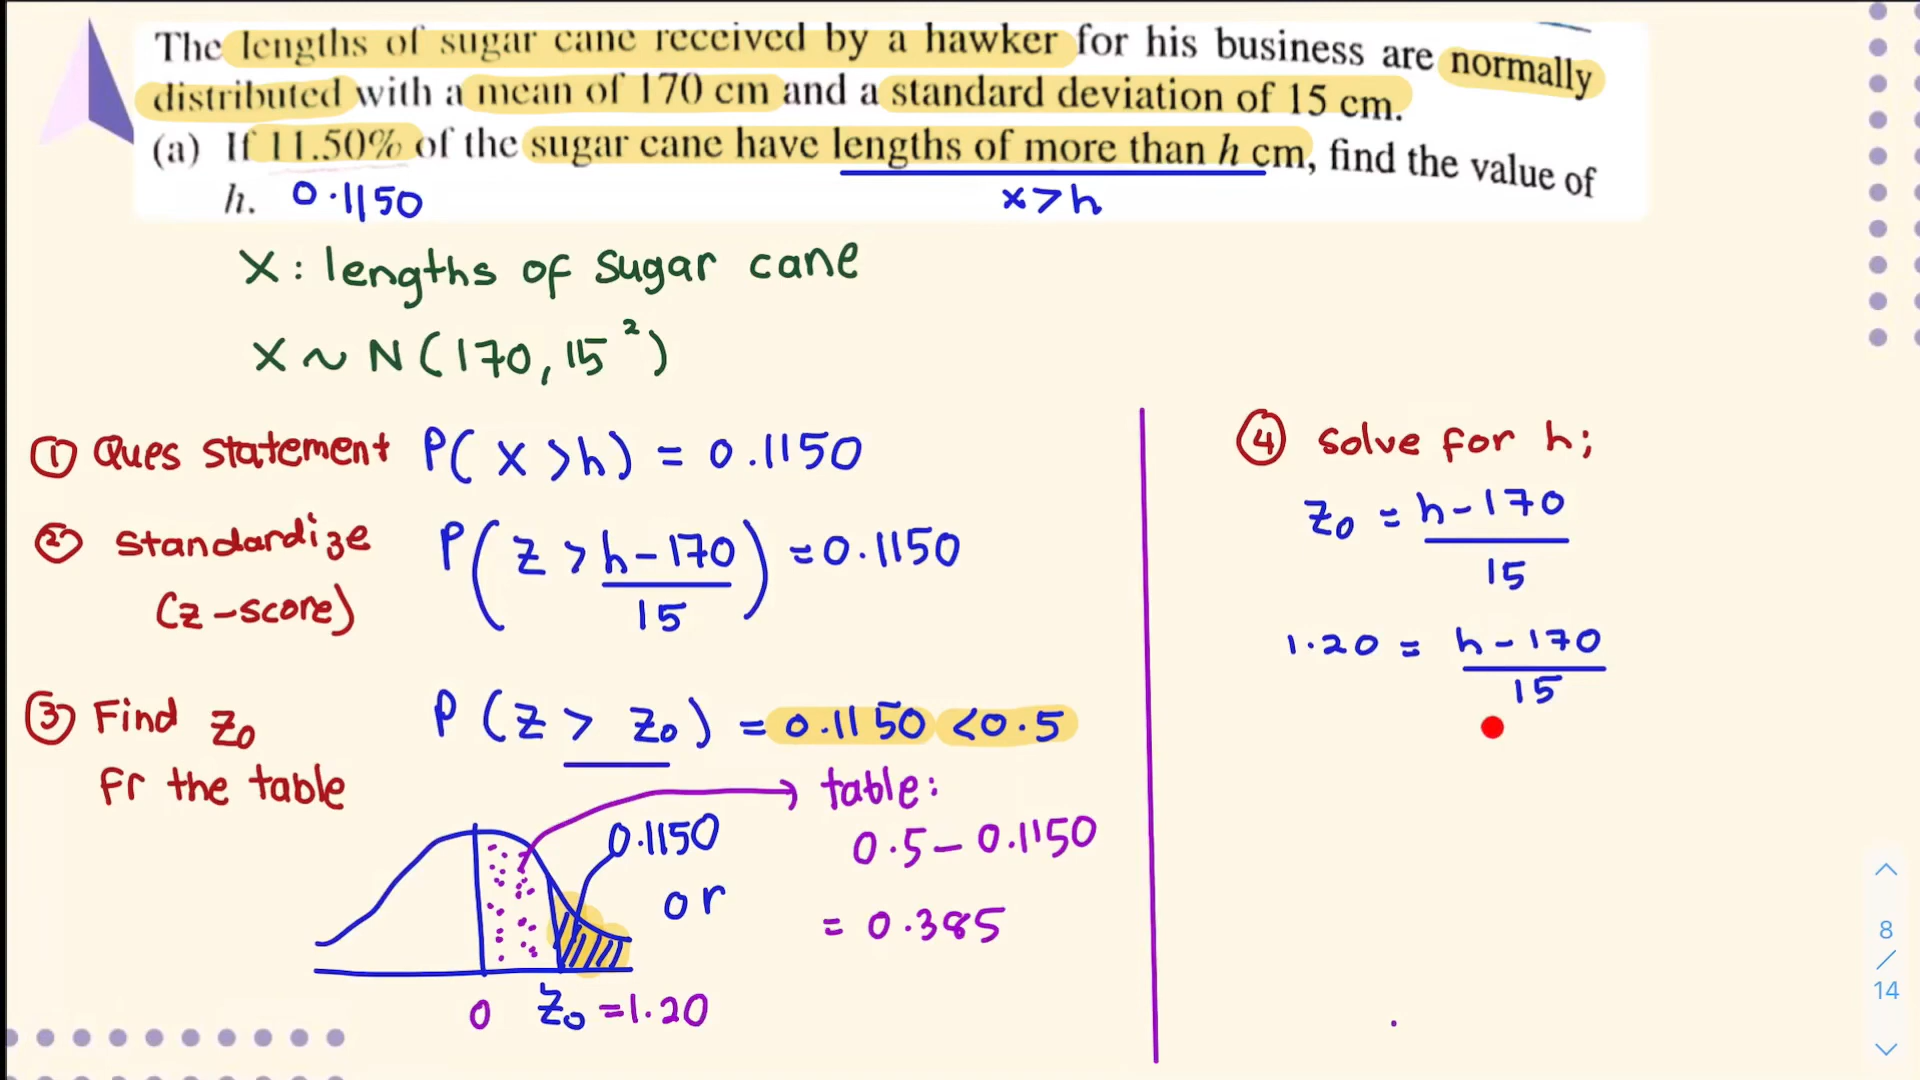 The lengths of sugar cane received by a hawker for his business are normally
distributed with a mean of 170 cm and a standard deviation of 15 cm.
(a) If 11.50% of the sugar cane have lengths of more than h cm, find the value of
h. 0.1150 x>h
X: lengths of sugar cane
X ~ N(170, 15²)
① Ques statement P(X>h) = 0.1150
② Standardize P(Z > h-170/15) = 0.1150
(z-score)
③ Find z₀ P(Z > z₀) = 0.1150 <0.5
Fr the table
table:
0.1150
0.5-0.1150
or
= 0.385
0 z₀ =1.20
④ Solve for h;
z₀ = h-170/15
1.20 = h-170/15
8
/
14